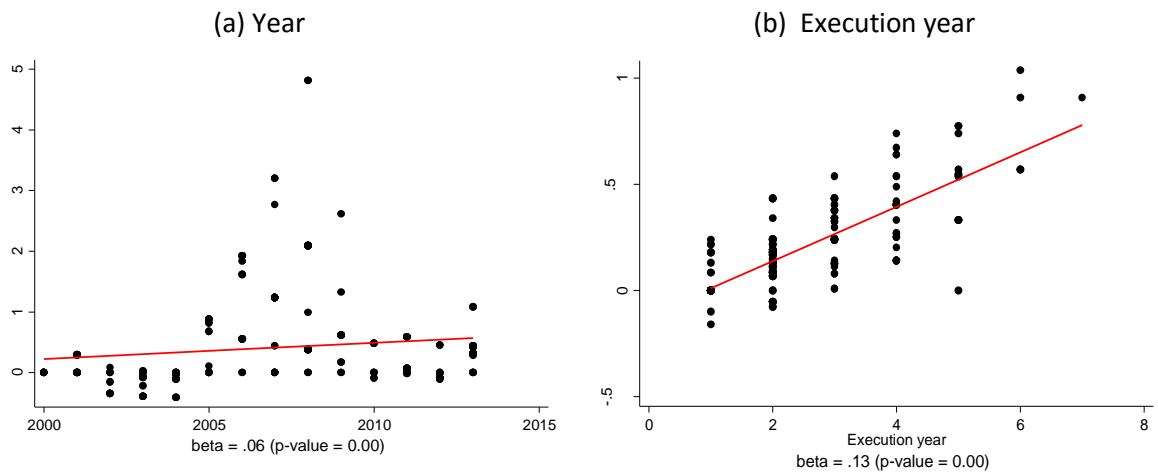 (a) Year
5
4
3
2
1
0
2000 2005 2010 2015
beta = .06 (p-value = 0.00)
(b) Execution year
1
.5
0
-.5
0 2 4 6 8
Execution year
beta = .13 (p-value = 0.00)